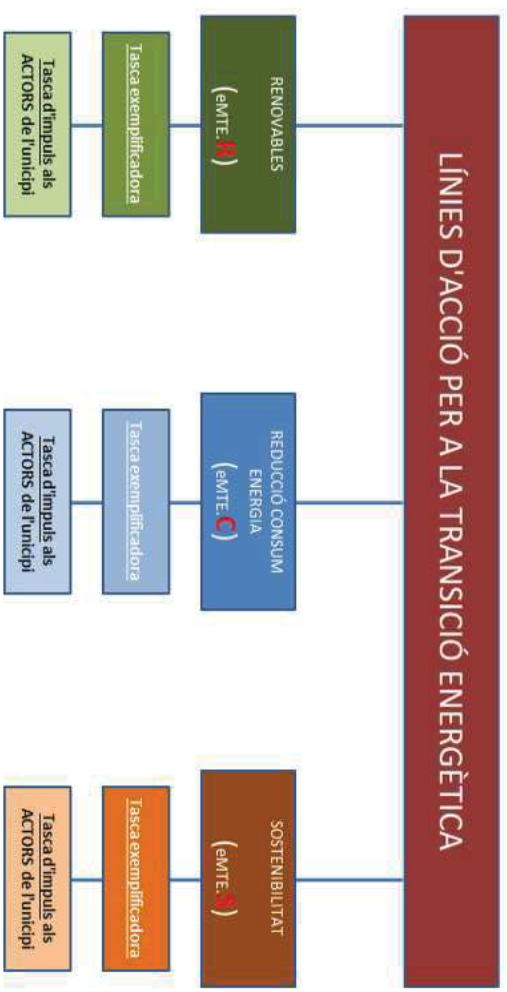 LÍNIES D'ACCIÓ PER A LA TRANSICIÓ ENERGÈTICA
RENOVABLES
(eMTE.R)
Tasca exemplificadora
Tasca d'impuls als
ACTORS de l'unicipi
REDUCCIÓ CONSUM
ENERGIA
(eMTE.C)
Tasca exemplificadora
Tasca d'impuls als
ACTORS de l'unicipi
SOSTENIBILITAT
(eMTE.S)
Tasca exemplificadora
Tasca d'impuls als
ACTORS de l'unicipi